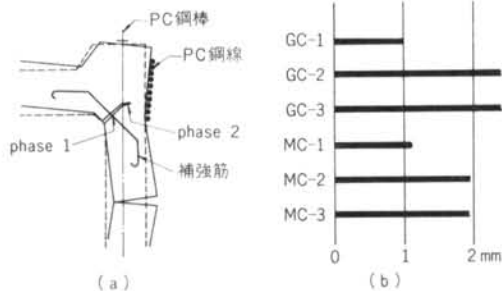 PC鋼棒
PC鋼線
phase 1
phase 2
補強筋
(a)
GC-1
GC-2
GC-3
MC-1
MC-2
MC-3
0 1 2 mm
(b)